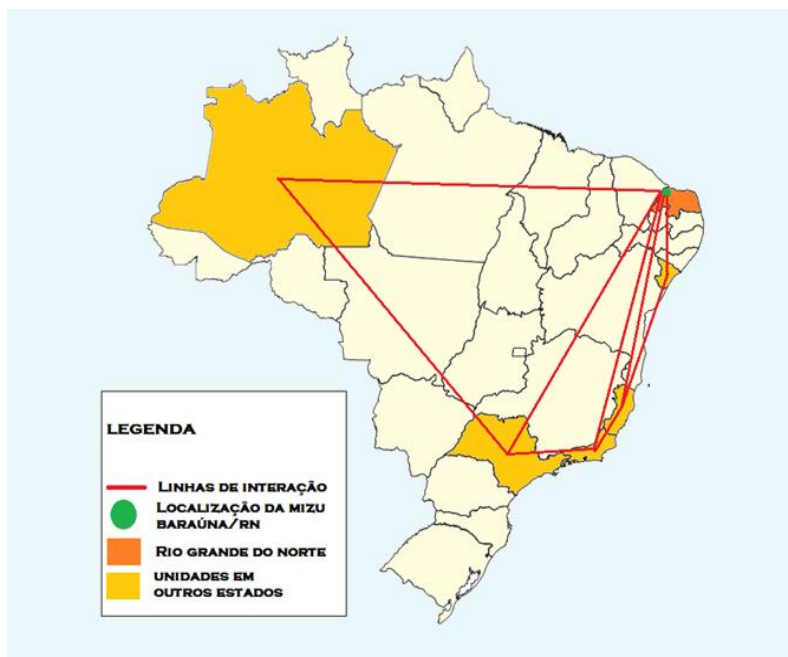 LEGENDA
LINHAS DE INTERAÇÃO
LOCALIZAÇÃO DA MIZU
BARAÚNA/RN
RIO GRANDE DO NORTE
UNIDADES EM
OUTROS ESTADOS